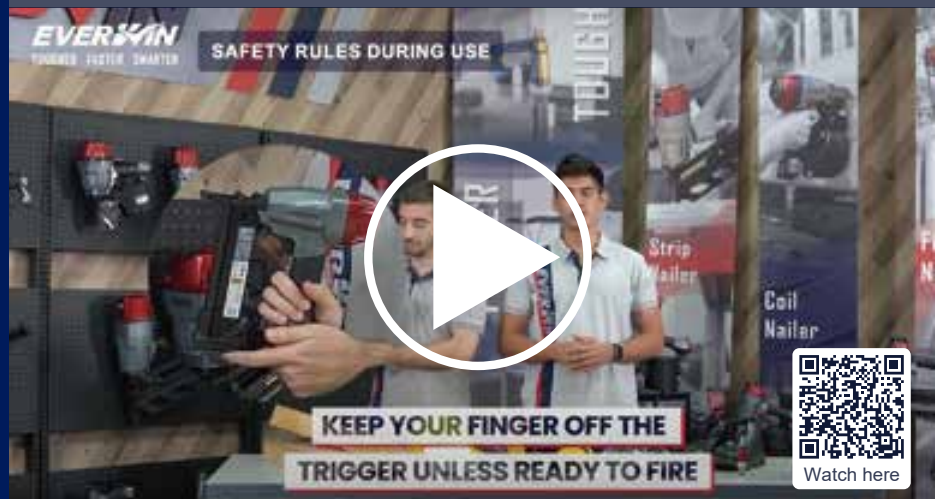 EVERWIN
TOUGHER FASTER SMARTER
SAFETY RULES DURING USE
Strip
Nailer
Coil
Nailer
KEEP YOUR FINGER OFF THE
TRIGGER UNLESS READY TO FIRE
Watch here